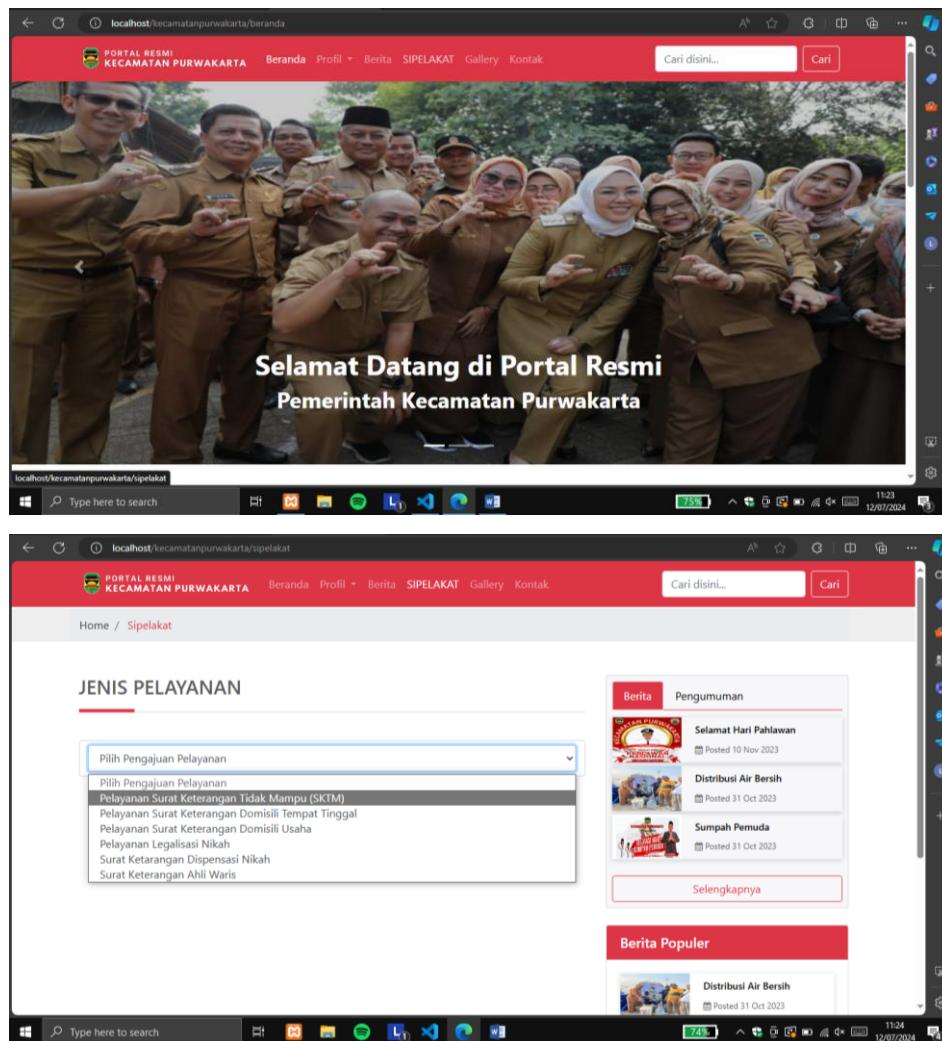 localhost/kecamatanpurwakarta/beranda
PORTAL RESMI
KECAMATAN PURWAKARTA
Beranda Profil Berita SIPELAKAT Gallery Kontak
Cari disini... Cari
Selamat Datang di Portal Resmi
Pemerintah Kecamatan Purwakarta
localhost/kecamatanpurwakarta/sipelakat
Type here to search
75%
11:23
12/07/2024
localhost/kecamatanpurwakarta/sipelakat
PORTAL RESMI
KECAMATAN PURWAKARTA
Beranda Profil Berita SIPELAKAT Gallery Kontak
Cari disini... Cari
Home / Sipelakat
JENIS PELAYANAN
Pilih Pengajuan Pelayanan
Pilih Pengajuan Pelayanan
Pelayanan Surat Keterangan Tidak Mampu (SKTM)
Pelayanan Surat Keterangan Domisili Tempat Tinggal
Pelayanan Surat Keterangan Domisili Usaha
Pelayanan Legalisasi Nikah
Surat Ketarangan Dispensasi Nikah
Surat Keterangan Ahli Waris
Berita Pengumuman
Selamat Hari Pahlawan
Posted 10 Nov 2023
Distribusi Air Bersih
Posted 31 Oct 2023
Sumpah Pemuda
Posted 31 Oct 2023
Selengkapnya
Berita Populer
Distribusi Air Bersih
Posted 31 Oct 2023
Type here to search
74%
11:24
12/07/2024